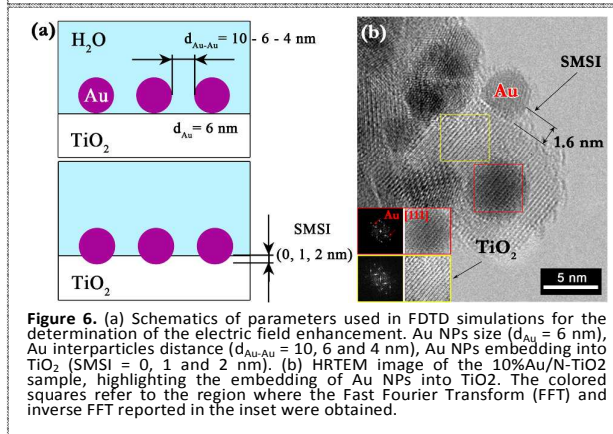 (a)
H₂O
d_Au-Au = 10 - 6 - 4 nm
Au
d_Au = 6 nm
TiO₂
SMSI
(0, 1, 2 nm)
TiO₂
(b)
SMSI
Au
1.6 nm
Au [111]
TiO₂
5 nm
Figure 6. (a) Schematics of parameters used in FDTD simulations for the
determination of the electric field enhancement. Au NPs size (d_Au = 6 nm),
Au interparticles distance (d_Au-Au = 10, 6 and 4 nm), Au NPs embedding into
TiO₂ (SMSI = 0, 1 and 2 nm). (b) HRTEM image of the 10%Au/N-TiO2
sample, highlighting the embedding of Au NPs into TiO2. The colored
squares refer to the region where the Fast Fourier Transform (FFT) and
inverse FFT reported in the inset were obtained.